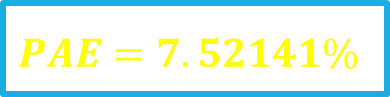 PAE = 7.52141%